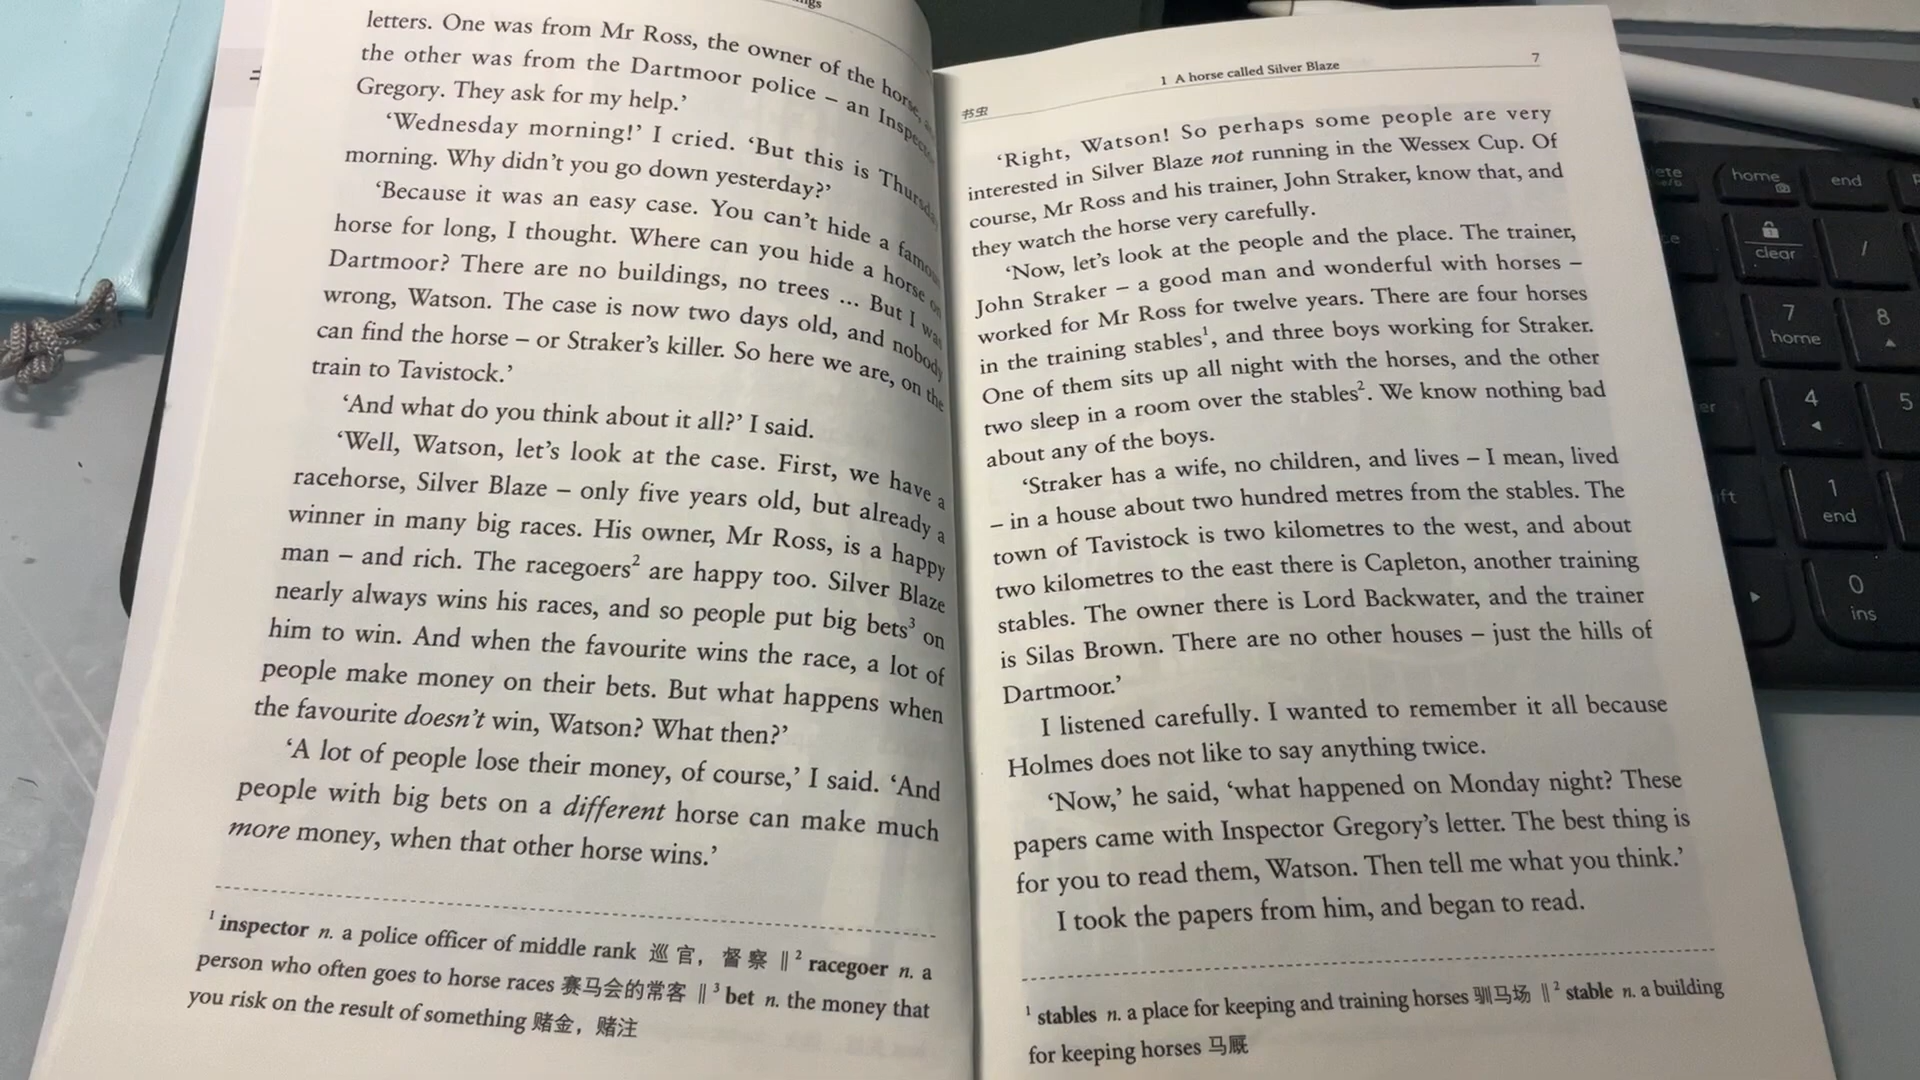 ngs
letters. One was from Mr Ross, the owner of the horse,
the other was from the Dartmoor police – an Inspector
Gregory. They ask for my help.’
‘Wednesday morning!’ I cried. ‘But this is Thursday
morning. Why didn’t you go down yesterday?’
‘Because it was an easy case. You can’t hide a famous
horse for long, I thought. Where can you hide a horse on
Dartmoor? There are no buildings, no trees … But I was
wrong, Watson. The case is now two days old, and nobody
can find the horse – or Straker’s killer. So here we are, on the
train to Tavistock.’
‘And what do you think about it all?’ I said.
‘Well, Watson, let’s look at the case. First, we have a
racehorse, Silver Blaze – only five years old, but already a
winner in many big races. His owner, Mr Ross, is a happy
man – and rich. The racegoers² are happy too. Silver Blaze
nearly always wins his races, and so people put big bets³ on
him to win. And when the favourite wins the race, a lot of
people make money on their bets. But what happens when
the favourite doesn’t win, Watson? What then?’
‘A lot of people lose their money, of course,’ I said. ‘And
people with big bets on a different horse can make much
more money, when that other horse wins.’
¹ inspector n. a police officer of middle rank 巡官，督察 ‖ ² racegoer n. a
person who often goes to horse races 赛马会的常客 ‖ ³ bet n. the money that
you risk on the result of something 赌金，赌注
书虫
1 A horse called Silver Blaze
7
‘Right, Watson! So perhaps some people are very
interested in Silver Blaze not running in the Wessex Cup. Of
course, Mr Ross and his trainer, John Straker, know that, and
they watch the horse very carefully.
‘Now, let’s look at the people and the place. The trainer,
John Straker – a good man and wonderful with horses –
worked for Mr Ross for twelve years. There are four horses
in the training stables¹, and three boys working for Straker.
One of them sits up all night with the horses, and the other
two sleep in a room over the stables². We know nothing bad
about any of the boys.
‘Straker has a wife, no children, and lives – I mean, lived
– in a house about two hundred metres from the stables. The
town of Tavistock is two kilometres to the west, and about
two kilometres to the east there is Capleton, another training
stables. The owner there is Lord Backwater, and the trainer
is Silas Brown. There are no other houses – just the hills of
Dartmoor.’
I listened carefully. I wanted to remember it all because
Holmes does not like to say anything twice.
‘Now,’ he said, ‘what happened on Monday night? These
papers came with Inspector Gregory’s letter. The best thing is
for you to read them, Watson. Then tell me what you think.’
I took the papers from him, and began to read.
¹ stables n. a place for keeping and training horses 驯马场 ‖ ² stable n. a building
for keeping horses 马厩
home
end
clear
/
7
home
8
4
5
1
end
0
ins